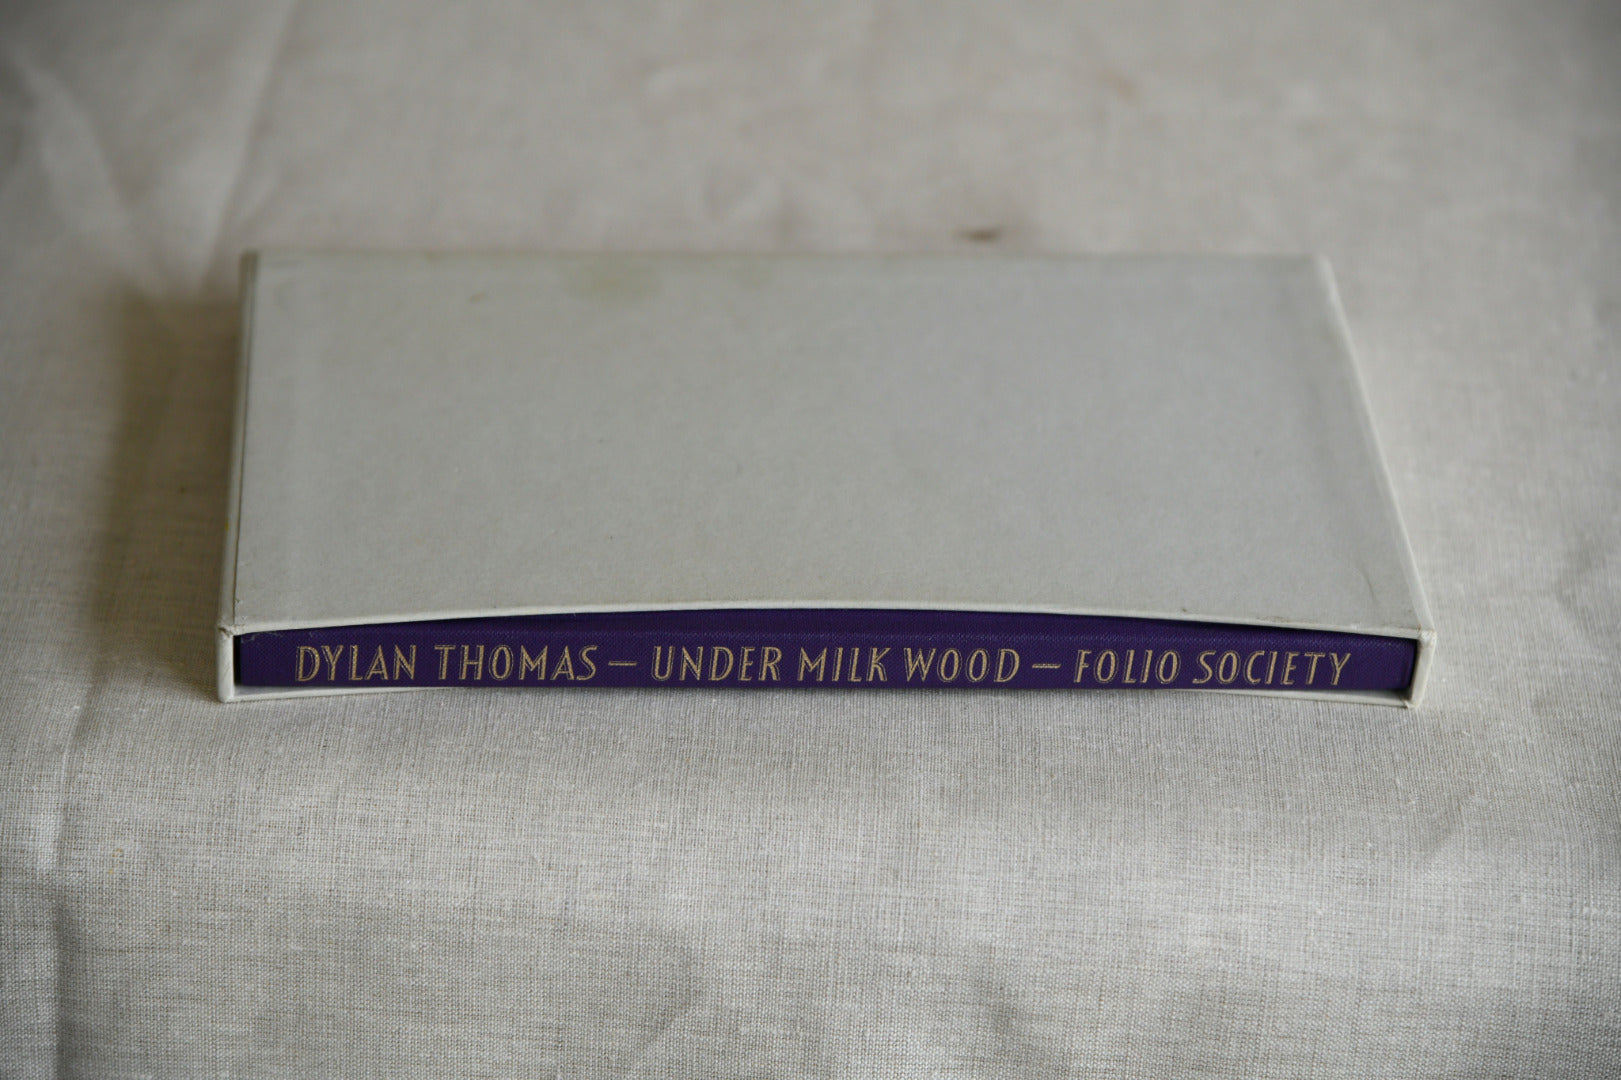 DYLAN THOMAS — UNDER MILK WOOD — FOLIO SOCIETY